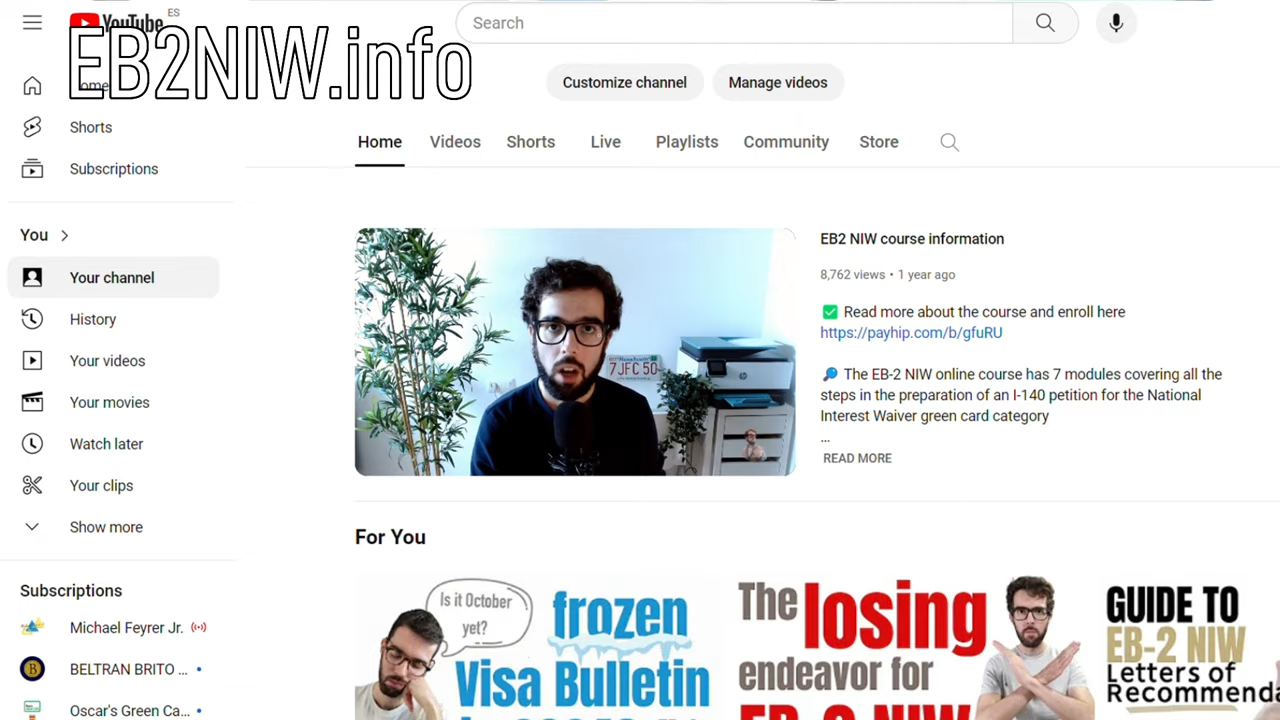 YouTube ES
EB2NIW.info
Search
Home
Customize channel
Manage videos
Shorts
Subscriptions
Home
Videos
Shorts
Live
Playlists
Community
Store
You
Your channel
History
Your videos
Your movies
Watch later
Your clips
Show more
Subscriptions
Michael Feyrer Jr.
BELTRAN BRITO ...
Oscar's Green Ca...
7JFC 50
EB2 NIW course information
8,762 views • 1 year ago
Read more about the course and enroll here
https://payhip.com/b/gfuRU
The EB-2 NIW online course has 7 modules covering all the
steps in the preparation of an I-140 petition for the National
Interest Waiver green card category
...
READ MORE
For You
Is it October
yet?
frozen
Visa Bulletin
The losing
endeavor for
EB-2 NIW
GUIDE TO
EB-2 NIW
Letters of
Recommenda